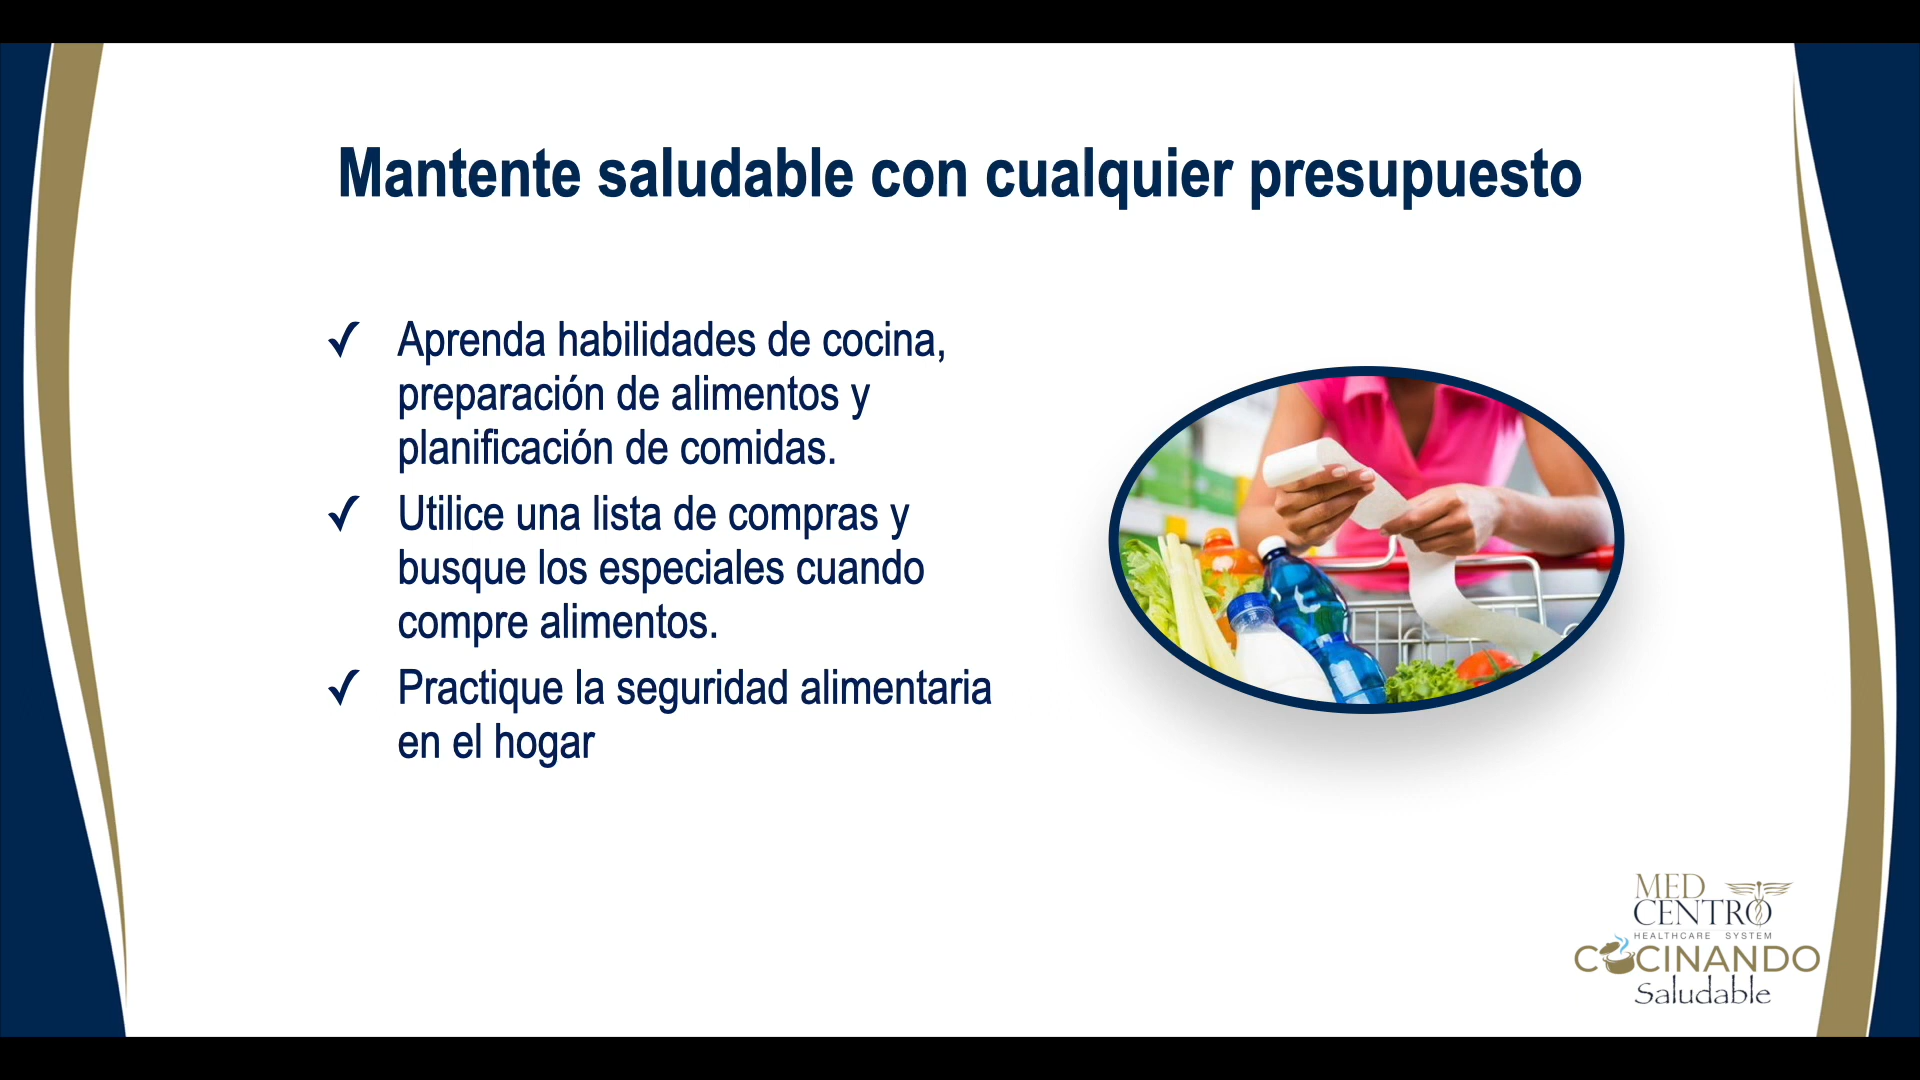 Mantente saludable con cualquier presupuesto
✓ Aprenda habilidades de cocina,
preparación de alimentos y
planificación de comidas.
✓ Utilice una lista de compras y
busque los especiales cuando
compre alimentos.
✓ Practique la seguridad alimentaria
en el hogar
MED
CENTRO
HEALTHCARE SYSTEM
COCINANDO
Saludable